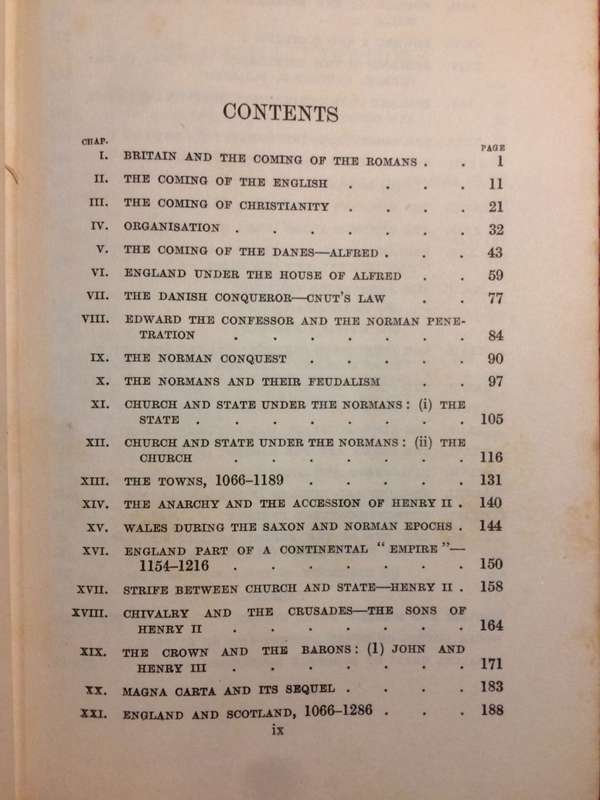 CONTENTS
CHAP.
PAGE
I. BRITAIN AND THE COMING OF THE ROMANS . . 1
II. THE COMING OF THE ENGLISH . . . . 11
III. THE COMING OF CHRISTIANITY . . . . 21
IV. ORGANISATION . . . . . . . 32
V. THE COMING OF THE DANES—ALFRED . . . 43
VI. ENGLAND UNDER THE HOUSE OF ALFRED . . 59
VII. THE DANISH CONQUEROR—CNUT'S LAW . . 77
VIII. EDWARD THE CONFESSOR AND THE NORMAN PENE-
TRATION . . . . . . . 84
IX. THE NORMAN CONQUEST . . . . . 90
X. THE NORMANS AND THEIR FEUDALISM . . 97
XI. CHURCH AND STATE UNDER THE NORMANS: (i) THE
STATE . . . . . . . . 105
XII. CHURCH AND STATE UNDER THE NORMANS: (ii) THE
CHURCH . . . . . . . 116
XIII. THE TOWNS, 1066–1189 . . . . . 131
XIV. THE ANARCHY AND THE ACCESSION OF HENRY II . 140
XV. WALES DURING THE SAXON AND NORMAN EPOCHS . 144
XVI. ENGLAND PART OF A CONTINENTAL "EMPIRE"—
1154–1216 . . . . . . . 150
XVII. STRIFE BETWEEN CHURCH AND STATE—HENRY II . 158
XVIII. CHIVALRY AND THE CRUSADES—THE SONS OF
HENRY II . . . . . . . 164
XIX. THE CROWN AND THE BARONS: (1) JOHN AND
HENRY III . . . . . . . 171
XX. MAGNA CARTA AND ITS SEQUEL . . . . 183
XXI. ENGLAND AND SCOTLAND, 1066–1286 . . . 188
ix